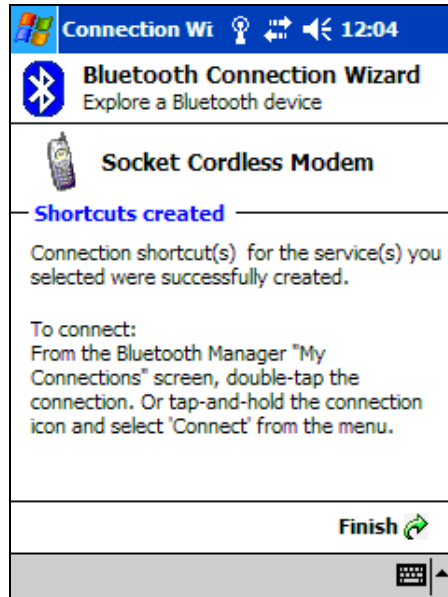 Connection Wi 12:04
Bluetooth Connection Wizard
Explore a Bluetooth device
Socket Cordless Modem
Shortcuts created
Connection shortcut(s) for the service(s) you
selected were successfully created.
To connect:
From the Bluetooth Manager "My
Connections" screen, double-tap the
connection. Or tap-and-hold the connection
icon and select 'Connect' from the menu.
Finish